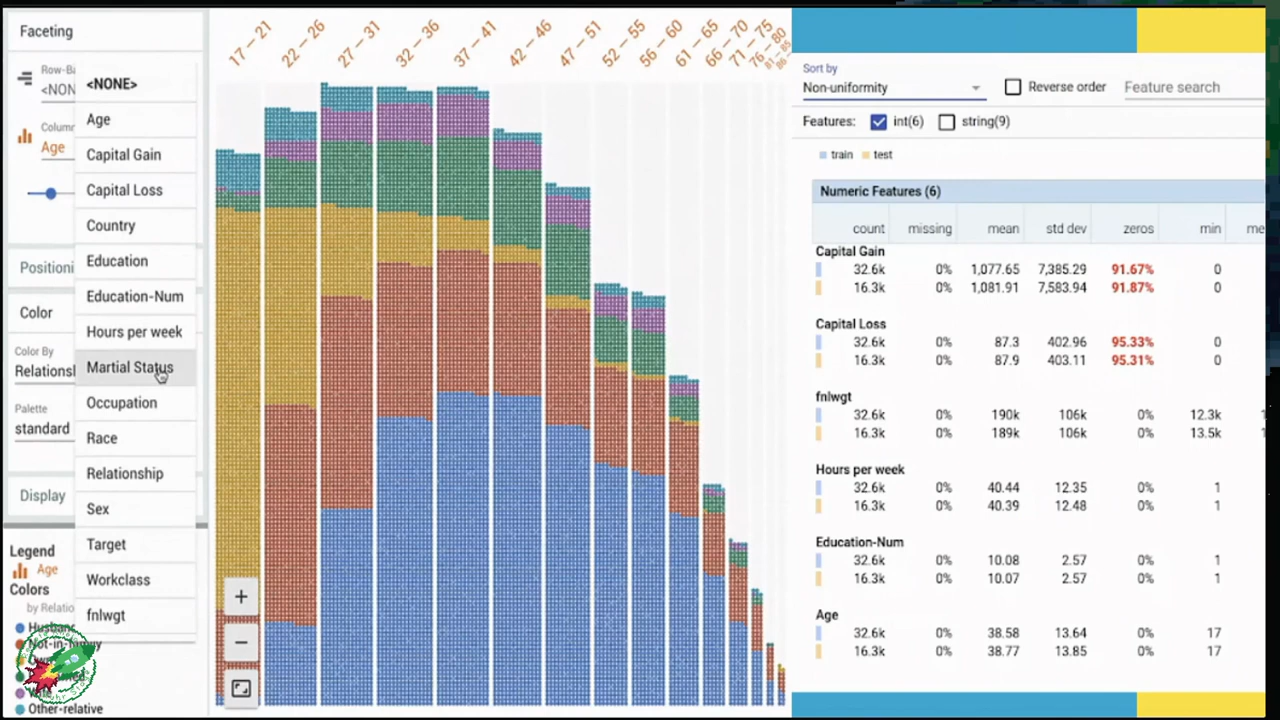 Faceting
Row-Ba
<NON
Colum
Age
Positioni
Color
Color By
Relations
Palette
standard
Display
Legend
Age
Colors
by Relatio
Husban
Not-in-family
Other-relative
<NONE>
Age
Capital Gain
Capital Loss
Country
Education
Education-Num
Hours per week
Martial Status
Occupation
Race
Relationship
Sex
Target
Workclass
fnlwgt
17 – 21
22 – 26
27 – 31
32 – 36
37 – 41
42 – 46
47 – 51
52 – 55
56 – 60
61 – 65
66 – 70
71 – 75
76 – 80
81 – 85
+
−
Sort by
Non-uniformity
Reverse order
Feature search
Features: int(6) string(9)
train test
Numeric Features (6)
count missing mean std dev zeros min me
Capital Gain
32.6k 0% 1,077.65 7,385.29 91.67% 0
16.3k 0% 1,081.91 7,583.94 91.87% 0
Capital Loss
32.6k 0% 87.3 402.96 95.33% 0
16.3k 0% 87.9 403.11 95.31% 0
fnlwgt
32.6k 0% 190k 106k 0% 12.3k
16.3k 0% 189k 106k 0% 13.5k
Hours per week
32.6k 0% 40.44 12.35 0% 1
16.3k 0% 40.39 12.48 0% 1
Education-Num
32.6k 0% 10.08 2.57 0% 1
16.3k 0% 10.07 2.57 0% 1
Age
32.6k 0% 38.58 13.64 0% 17
16.3k 0% 38.77 13.85 0% 17